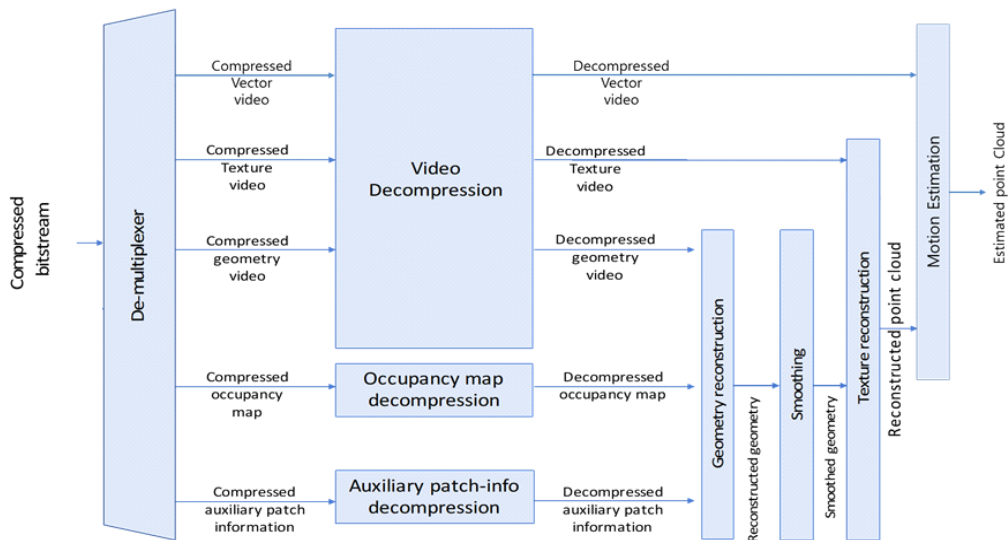 Compressed
bitstream
De-multiplexer
Compressed
Vector
video
Compressed
Texture
video
Compressed
geometry
video
Compressed
occupancy
map
Compressed
auxiliary patch
information
Video
Decompression
Occupancy map
decompression
Auxiliary patch-info
decompression
Decompressed
Vector
video
Decompressed
Texture
video
Decompressed
geometry
video
Decompressed
occupancy map
Decompressed
auxiliary patch
information
Geometry reconstruction
Reconstructed geometry
Smoothing
Smoothed geometry
Texture reconstruction
Reconstructed point cloud
Motion Estimation
Estimated point Cloud